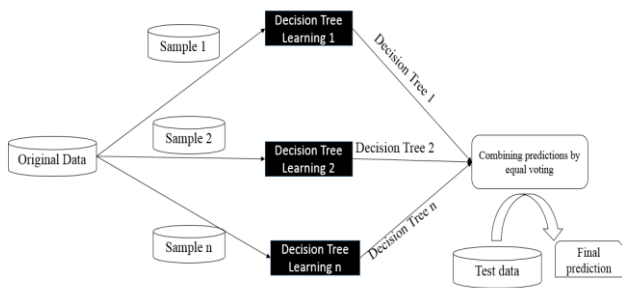 Original Data
Sample 1
Sample 2
Sample n
Decision Tree
Learning 1
Decision Tree
Learning 2
Decision Tree
Learning n
Decision Tree 1
Decision Tree 2
Decision Tree n
Combining predictions by
equal voting
Test data
Final
prediction